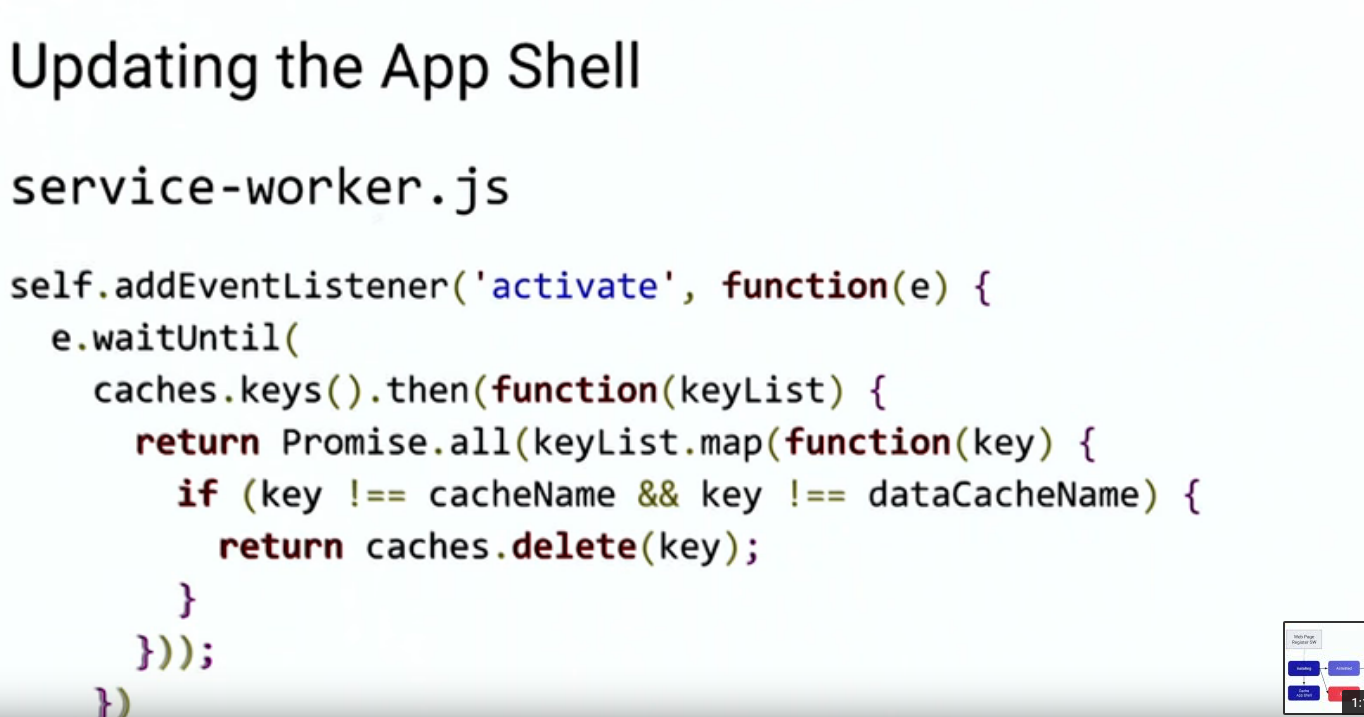 Updating the App Shell
service-worker.js
self.addEventListener('activate', function(e) {
  e.waitUntil(
    caches.keys().then(function(keyList) {
      return Promise.all(keyList.map(function(key) {
        if (key !== cacheName && key !== dataCacheName) {
          return caches.delete(key);
        }
      }));
    })
Web Page
Register SW
Installing
Activated
Cache
App Shell
1: